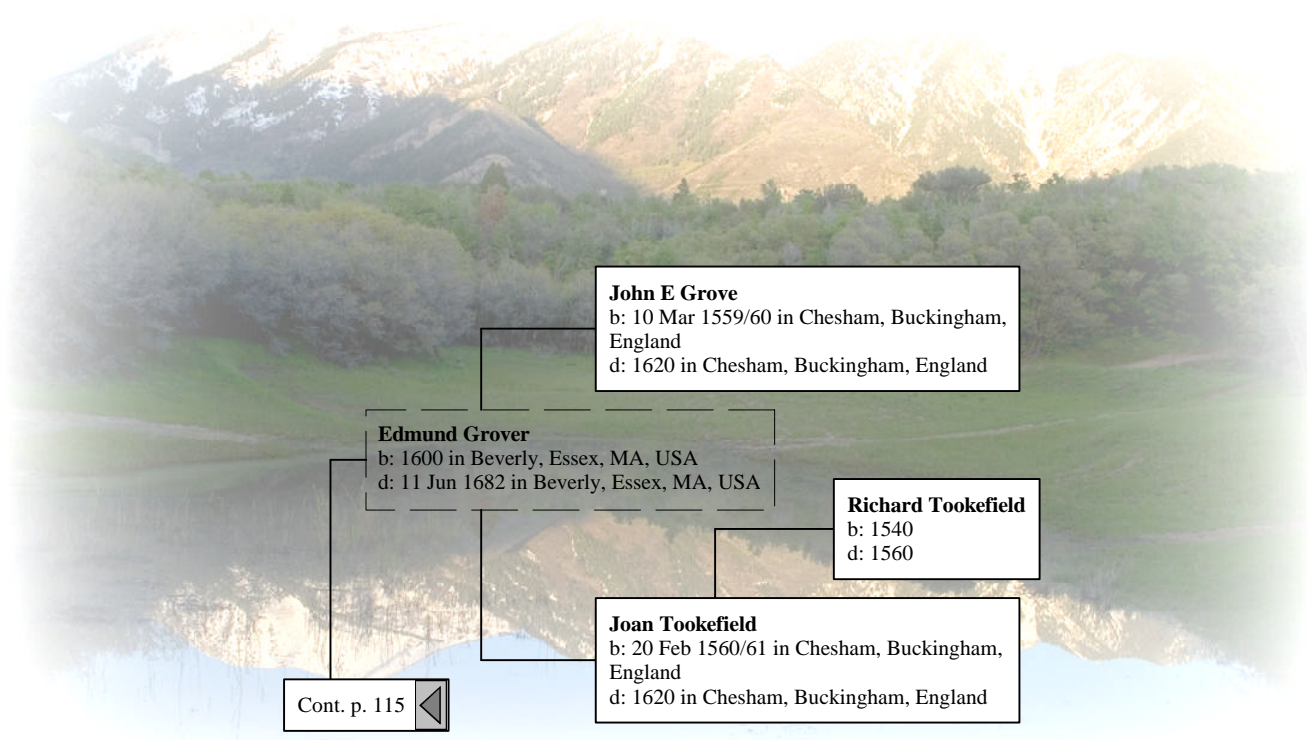 John E Grove
b: 10 Mar 1559/60 in Chesham, Buckingham,
England
d: 1620 in Chesham, Buckingham, England
Edmund Grover
b: 1600 in Beverly, Essex, MA, USA
d: 11 Jun 1682 in Beverly, Essex, MA, USA
Richard Tookefield
b: 1540
d: 1560
Joan Tookefield
b: 20 Feb 1560/61 in Chesham, Buckingham,
England
d: 1620 in Chesham, Buckingham, England
Cont. p. 115